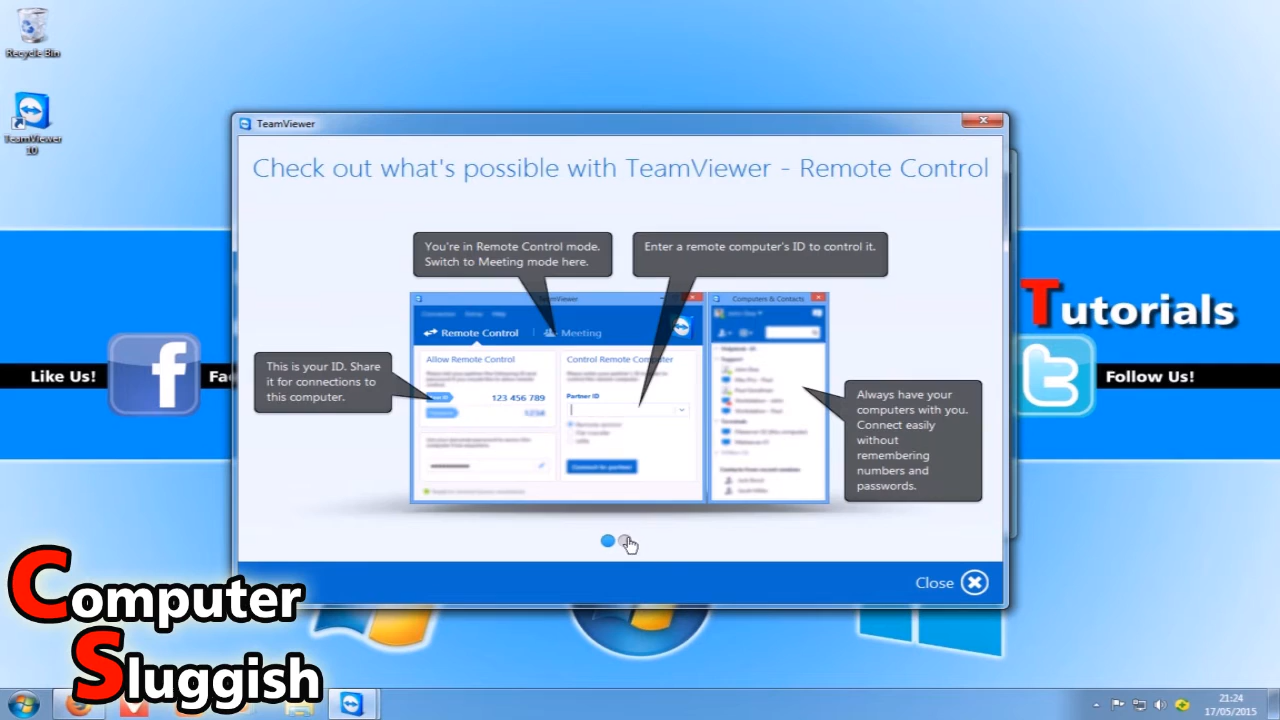 Recycle Bin
TeamViewer
10
TeamViewer
Check out what's possible with TeamViewer - Remote Control
You're in Remote Control mode.
Switch to Meeting mode here.
Enter a remote computer's ID to control it.
This is your ID. Share
it for connections to
this computer.
TeamViewer
Remote Control
Meeting
Allow Remote Control
123 456 789
Control Remote Computer
Partner ID
Connect to partner
Computers & Contacts
Always have your
computers with you.
Connect easily
without
remembering
numbers and
passwords.
Close
Like Us!
Tutorials
Follow Us!
Computer
Sluggish
21:24
17/05/2015